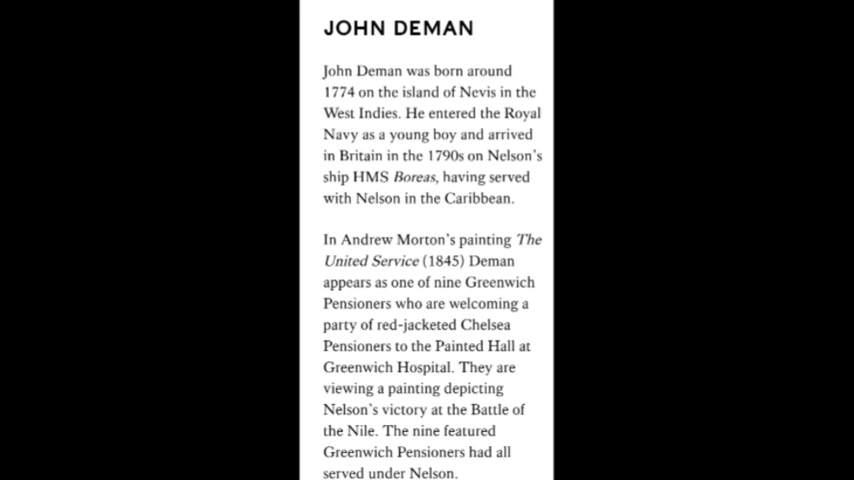 JOHN DEMAN
John Deman was born around
1774 on the island of Nevis in the
West Indies. He entered the Royal
Navy as a young boy and arrived
in Britain in the 1790s on Nelson's
ship HMS Boreas, having served
with Nelson in the Caribbean.
In Andrew Morton's painting The
United Service (1845) Deman
appears as one of nine Greenwich
Pensioners who are welcoming a
party of red-jacketed Chelsea
Pensioners to the Painted Hall at
Greenwich Hospital. They are
viewing a painting depicting
Nelson's victory at the Battle of
the Nile. The nine featured
Greenwich Pensioners had all
served under Nelson.